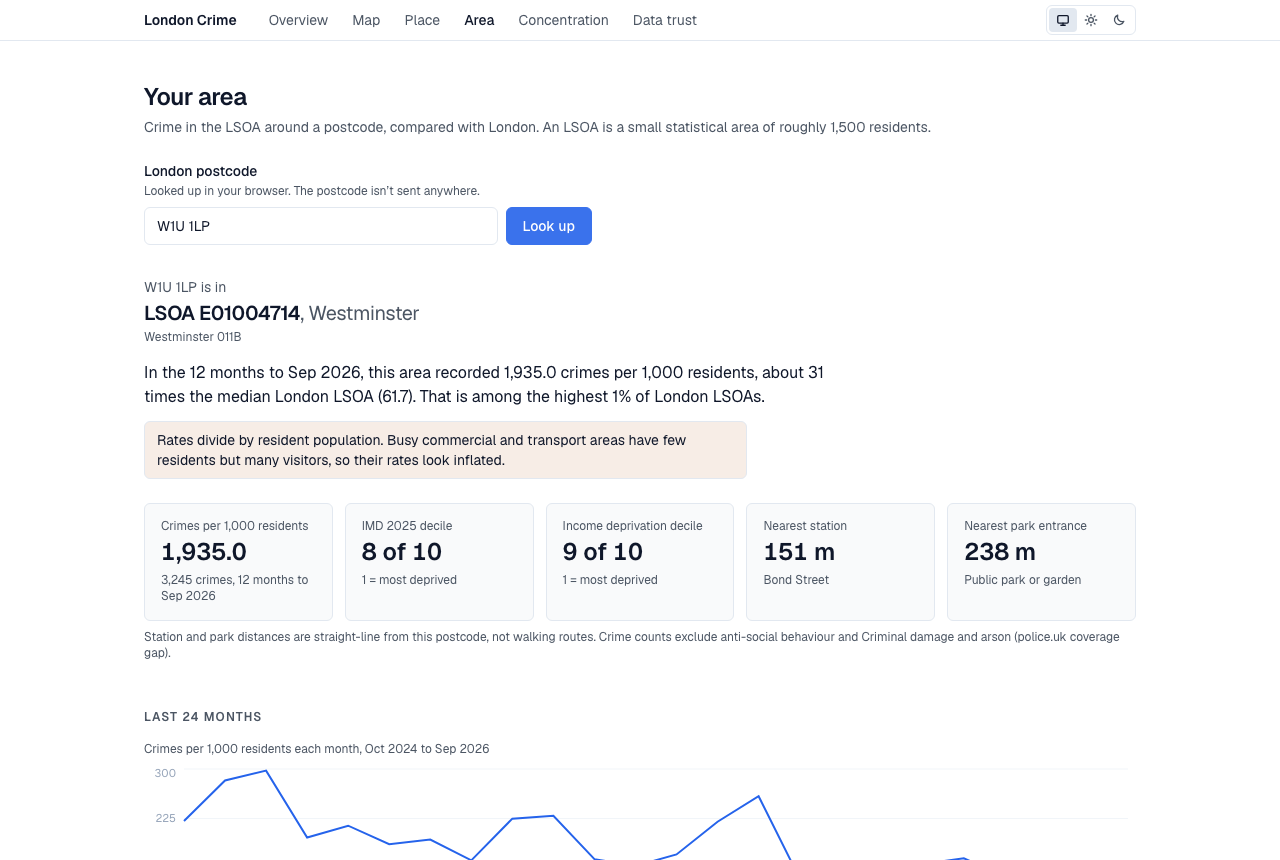 London Crime Overview Map Place Area Concentration Data trust
Your area
Crime in the LSOA around a postcode, compared with London. An LSOA is a small statistical area of roughly 1,500 residents.
London postcode
Looked up in your browser. The postcode isn't sent anywhere.
W1U 1LP Look up
W1U 1LP is in
LSOA E01004714, Westminster
Westminster 011B
In the 12 months to Sep 2026, this area recorded 1,935.0 crimes per 1,000 residents, about 31
times the median London LSOA (61.7). That is among the highest 1% of London LSOAs.
Rates divide by resident population. Busy commercial and transport areas have few
residents but many visitors, so their rates look inflated.
Crimes per 1,000 residents
1,935.0
3,245 crimes, 12 months to
Sep 2026
IMD 2025 decile
8 of 10
1 = most deprived
Income deprivation decile
9 of 10
1 = most deprived
Nearest station
151 m
Bond Street
Nearest park entrance
238 m
Public park or garden
Station and park distances are straight-line from this postcode, not walking routes. Crime counts exclude anti-social behaviour and Criminal damage and arson (police.uk coverage
gap).
LAST 24 MONTHS
Crimes per 1,000 residents each month, Oct 2024 to Sep 2026
300
225